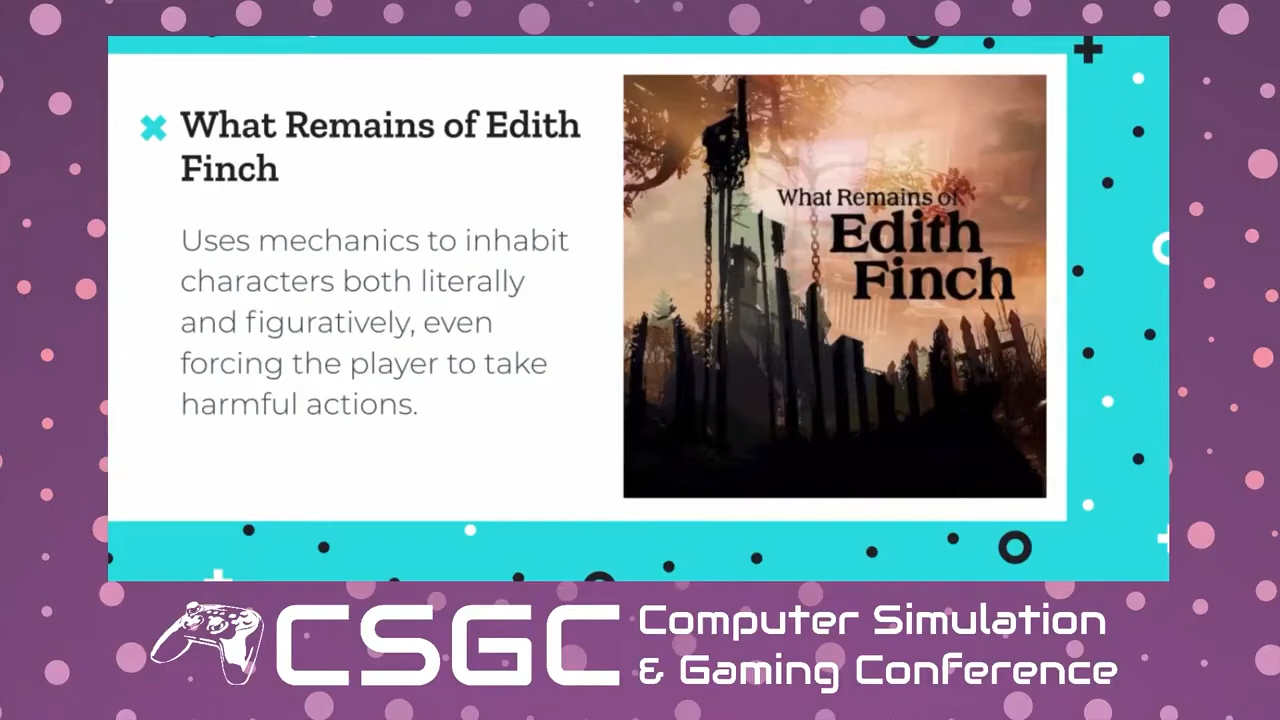 What Remains of Edith
Finch
Uses mechanics to inhabit
characters both literally
and figuratively, even
forcing the player to take
harmful actions.
What Remains of
Edith
Finch
CSGC
Computer Simulation
& Gaming Conference